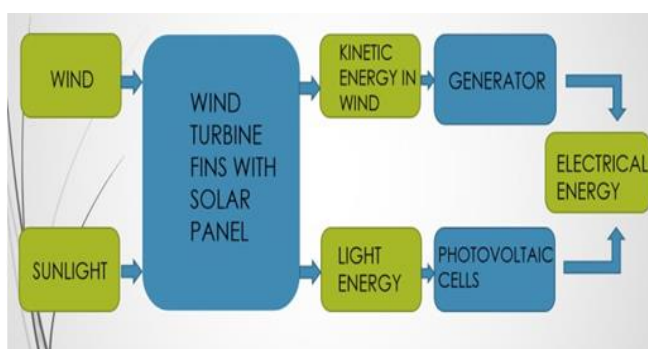 WIND
SUNLIGHT
WIND
TURBINE
FINS WITH
SOLAR
PANEL
KINETIC
ENERGY IN
WIND
GENERATOR
LIGHT
ENERGY
PHOTOVOLTAIC
CELLS
ELECTRICAL
ENERGY